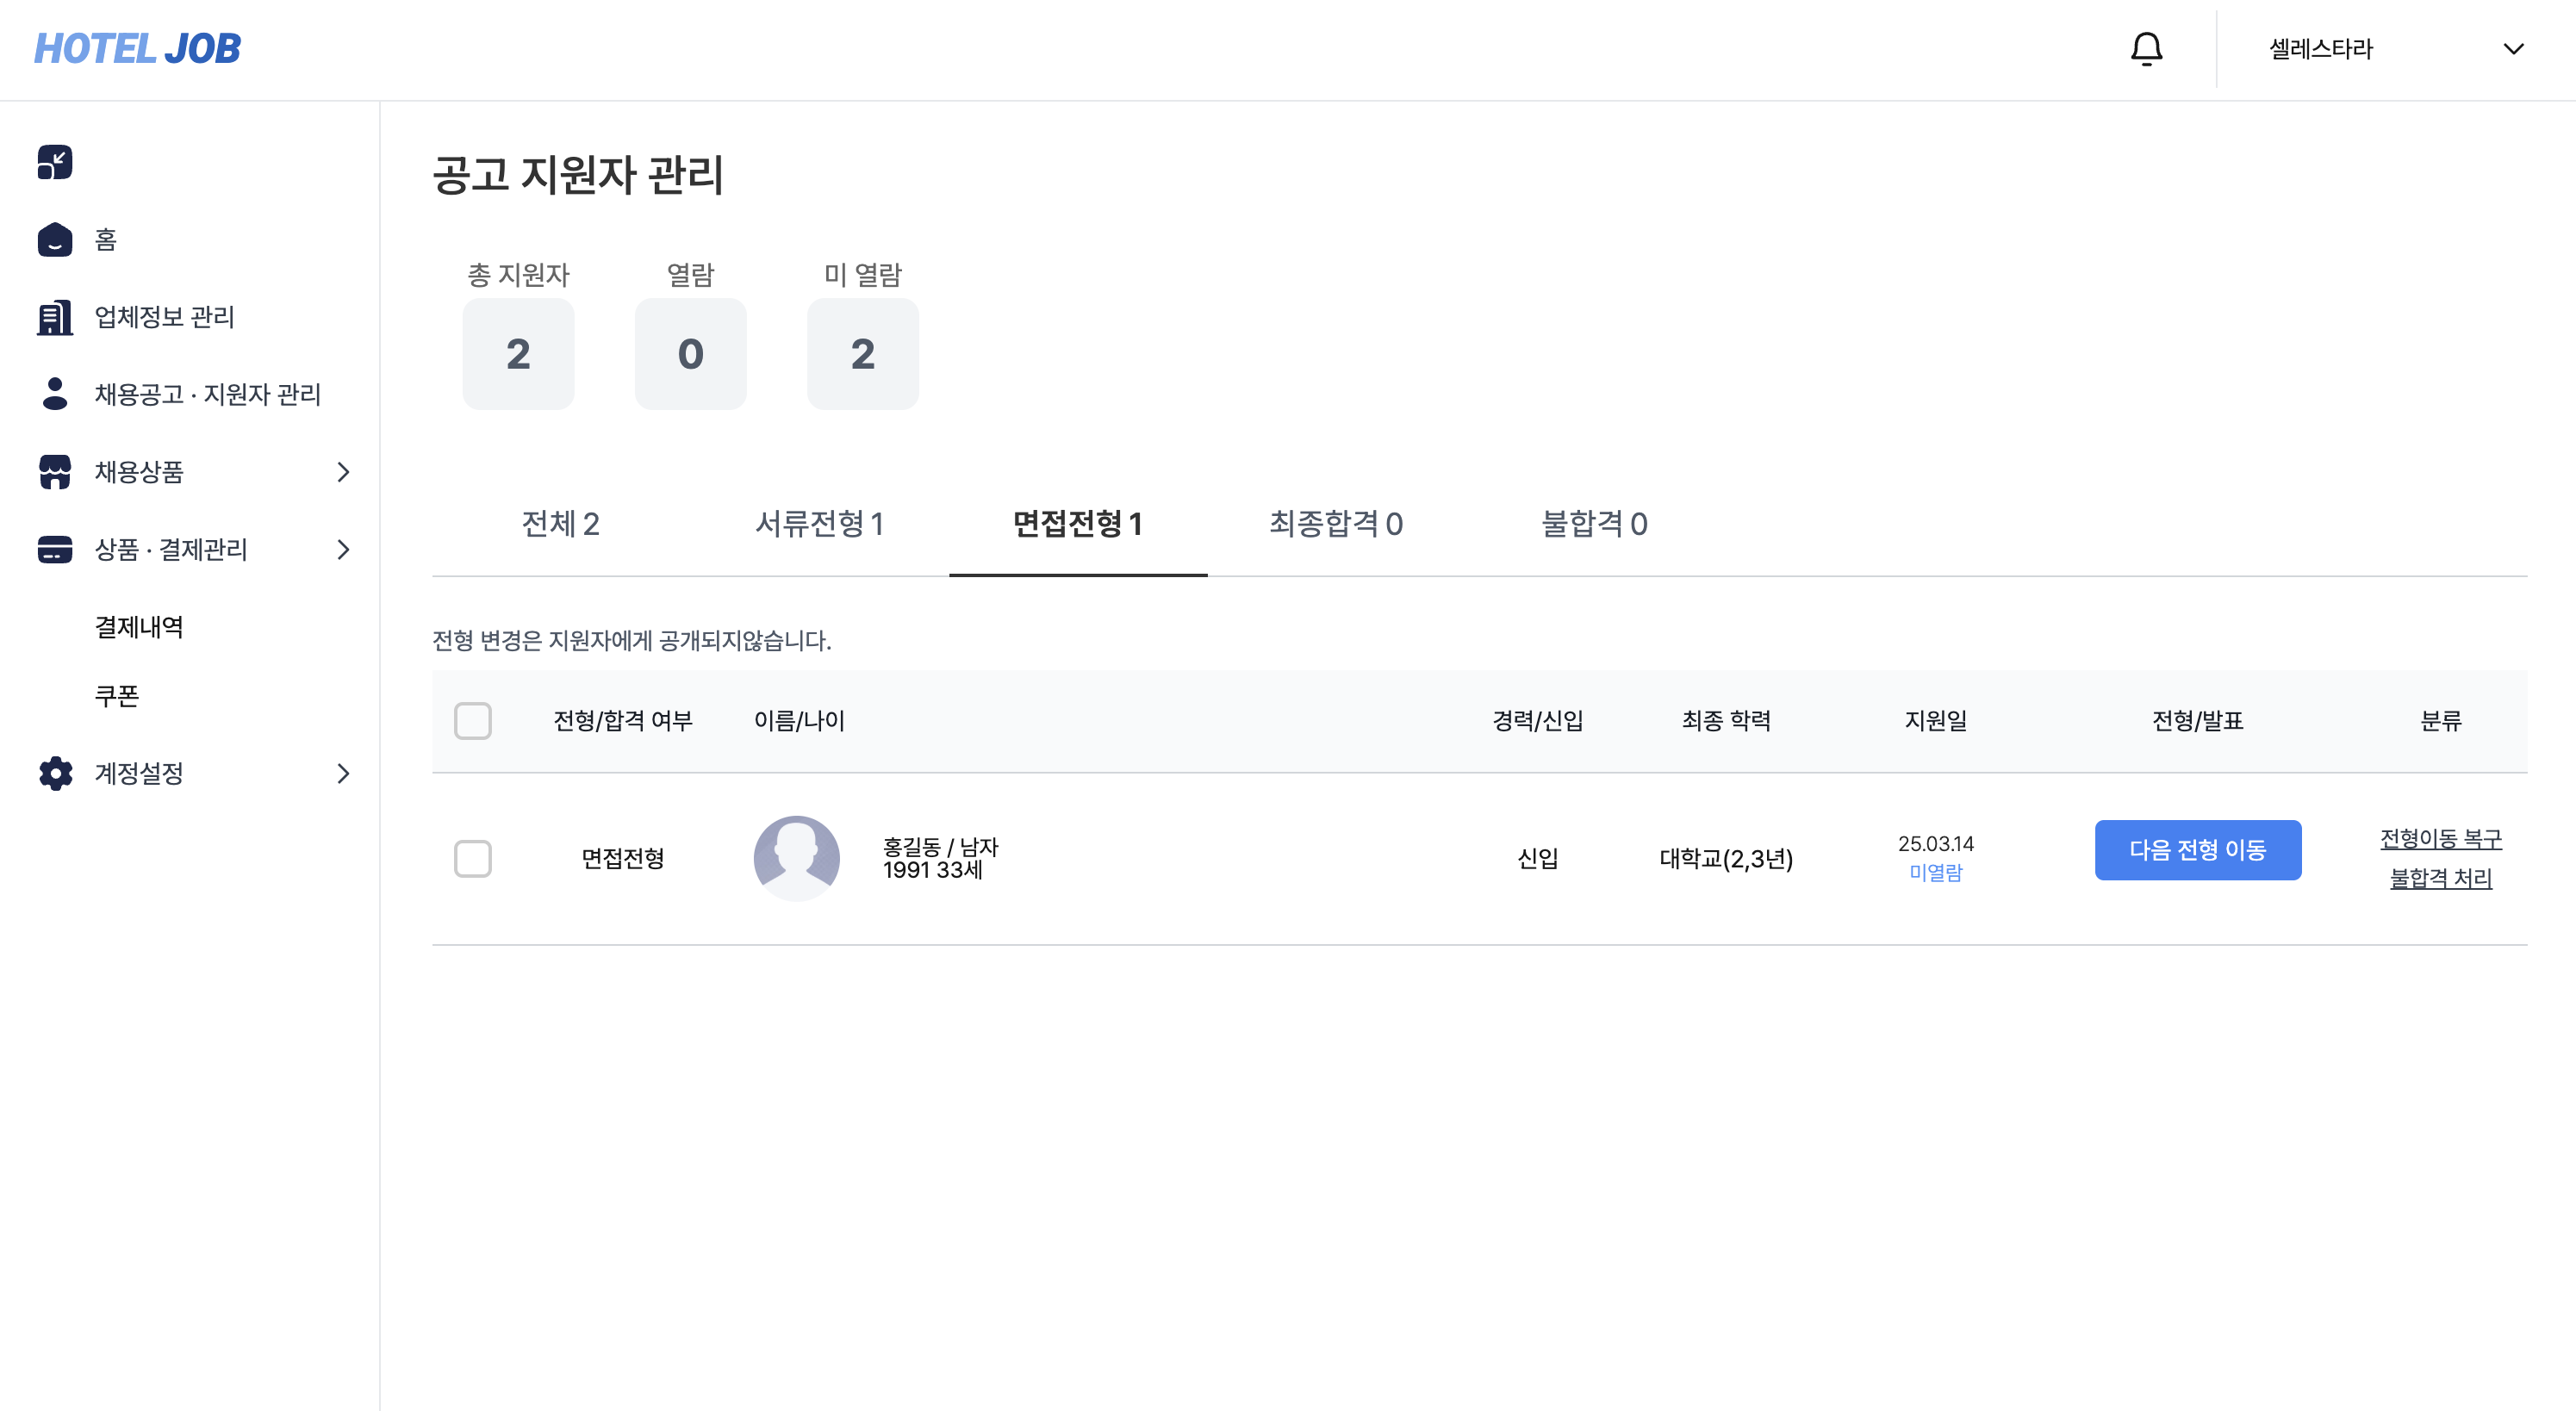 HOTEL JOB
셀레스타라
홈
업체정보 관리
채용공고 · 지원자 관리
채용상품
상품 · 결제관리
결제내역
쿠폰
계정설정
공고 지원자 관리
총 지원자 열람 미 열람
2 0 2
전체 2 서류전형 1 면접전형 1 최종합격 0 불합격 0
전형 변경은 지원자에게 공개되지않습니다.
전형/합격 여부 이름/나이 경력/신입 최종 학력 지원일 전형/발표 분류
면접전형
홍길동 / 남자
1991 33세
신입
대학교(2,3년)
25.03.14
미열람
다음 전형 이동
전형이동 복구
불합격 처리